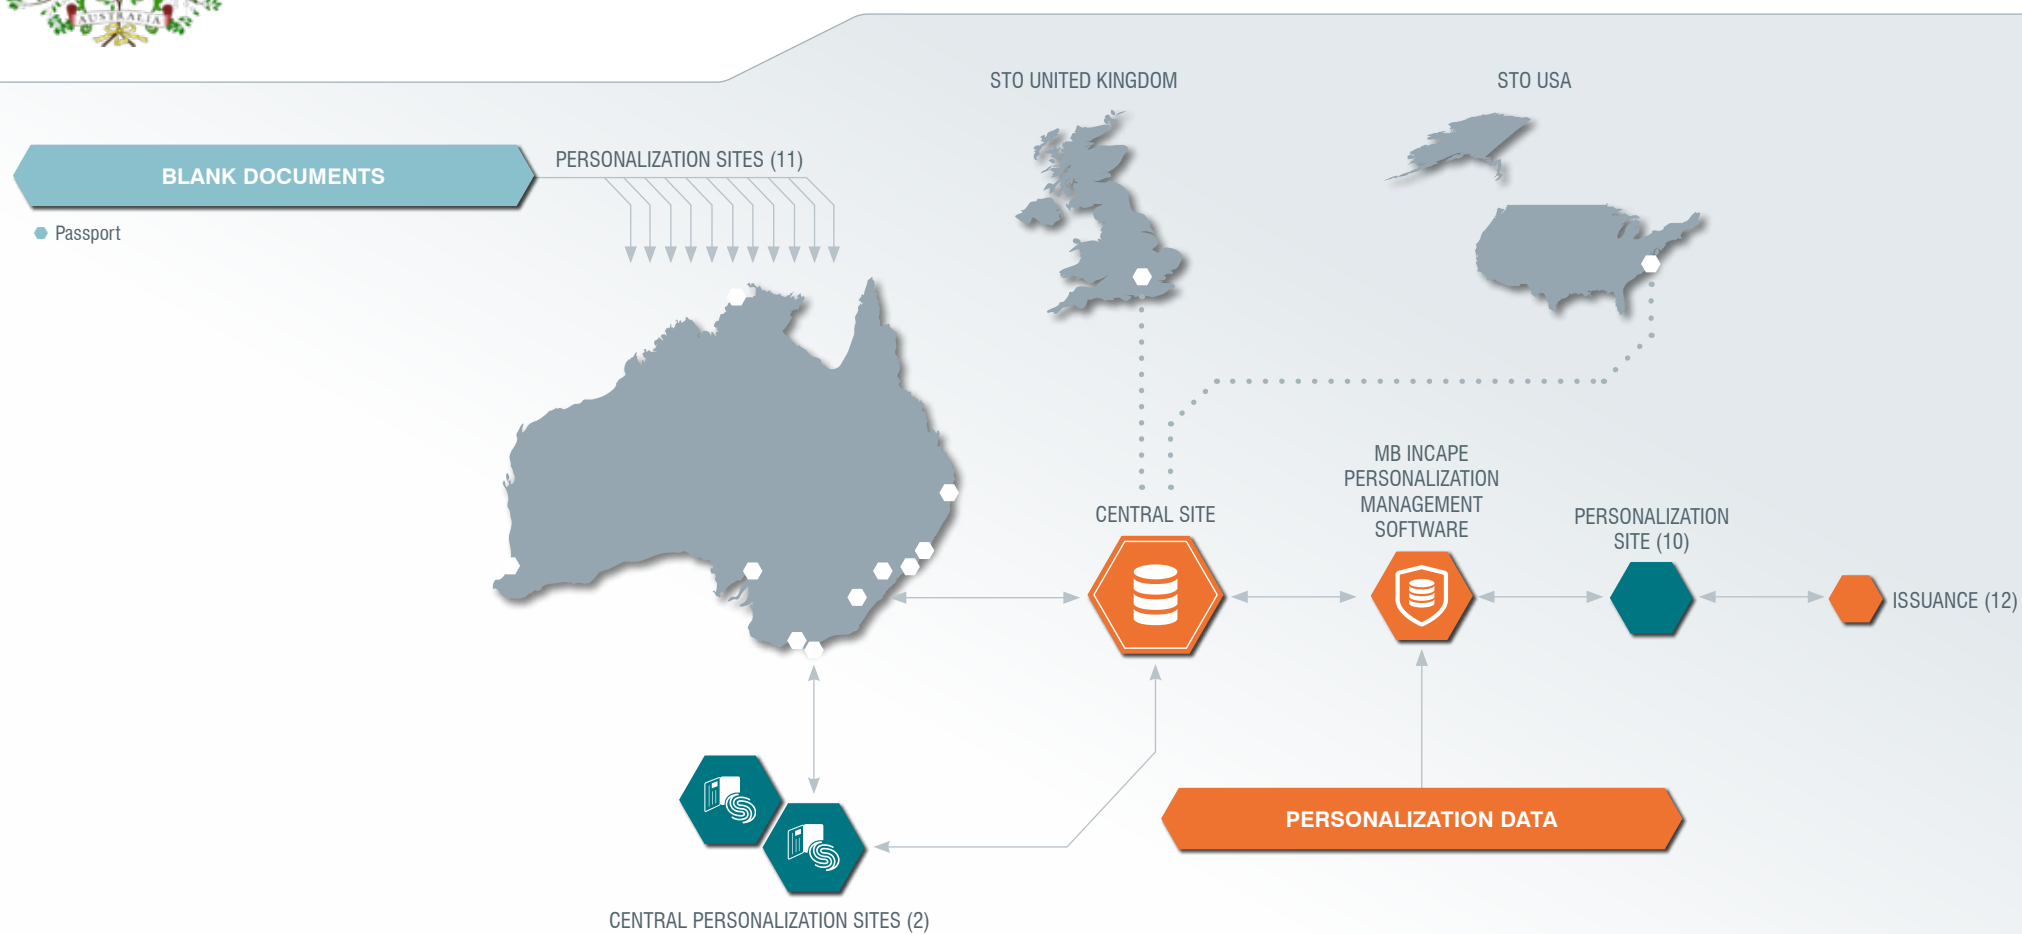 AUSTRALIA
STO UNITED KINGDOM
STO USA
BLANK DOCUMENTS
PERSONALIZATION SITES (11)
Passport
MB INCAPE
PERSONALIZATION
MANAGEMENT
SOFTWARE
CENTRAL SITE
PERSONALIZATION
SITE (10)
ISSUANCE (12)
PERSONALIZATION DATA
CENTRAL PERSONALIZATION SITES (2)